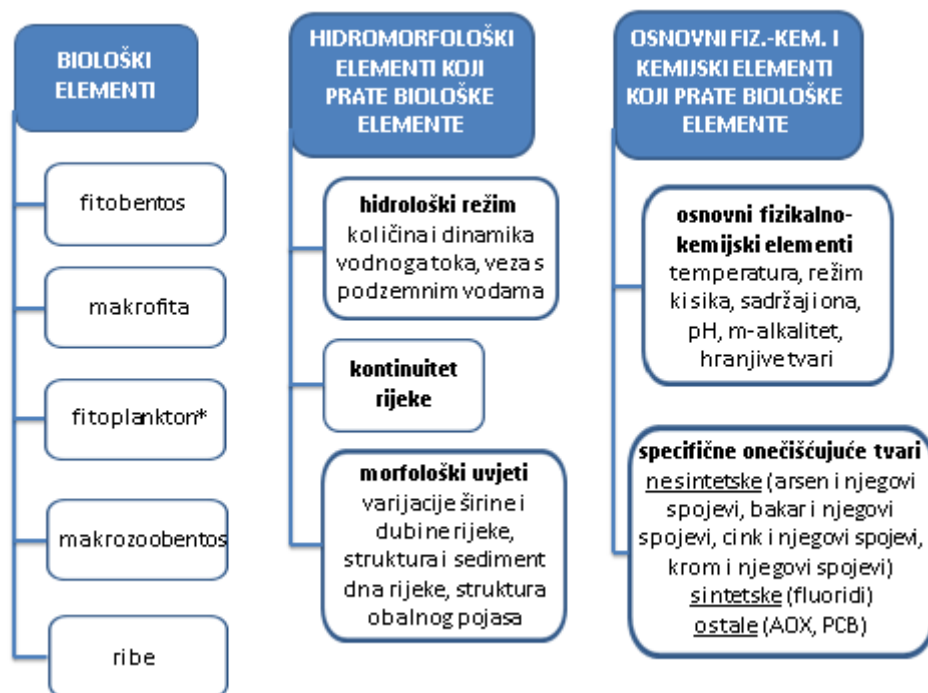 BIOLOŠKI
ELEMENTI
fitobentos
makrofita
fitoplankton*
makrozoobentos
ribe
HIDROMORFOLOŠKI
ELEMENTI KOJI
PRATE BIOLOŠKE
ELEMENTE
hidrološki režim
količina i dinamika
vodnoga toka, veza s
podzemnim vodama
kontinuitet
rijeke
morfološki uvjeti
varijacije širine i
dubine rijeke,
struktura i sediment
dna rijeke, struktura
obalnog pojasa
OSNOVNI FIZ.-KEM. I
KEMIJSKI ELEMENTI
KOJI PRATE BIOLOŠKE
ELEMENTE
osnovni fizikalno-
kemijski elementi
temperatura, režim
kisika, sadržaj iona,
pH, m-alkalitet,
hranjive tvari
specifične onečišćujuće tvari
nesintetske (arsen i njegovi
spojevi, bakar i njegovi
spojevi, cink i njegovi spojevi,
krom i njegovi spojevi)
sintetske (fluoridi)
ostale (AOX, PCB)